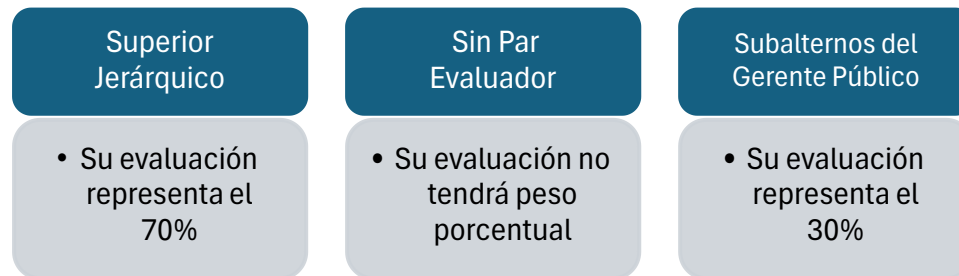 Superior
Jerárquico
• Su evaluación
representa el
70%
Sin Par
Evaluador
• Su evaluación no
tendrá peso
porcentual
Subalternos del
Gerente Público
• Su evaluación
representa el
30%